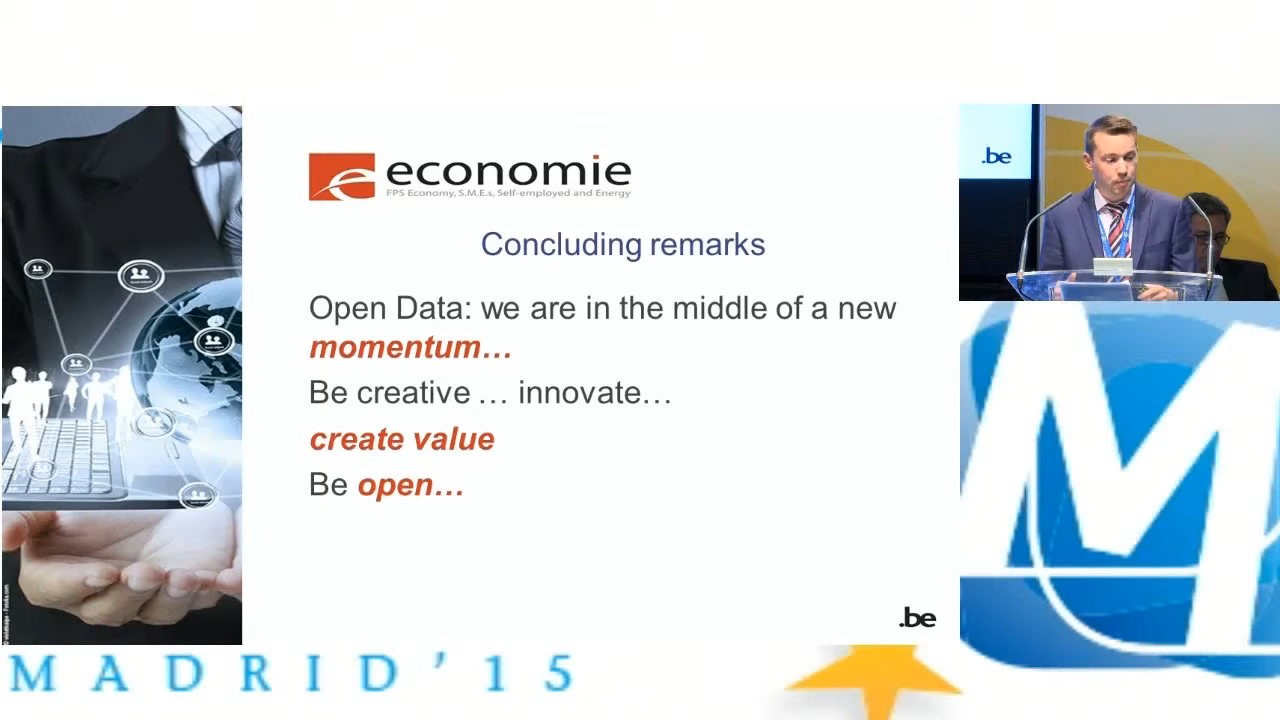 economie
FPS Economy, S.M.E.s, Self-employed and Energy
Concluding remarks
Open Data: we are in the middle of a new
momentum…
Be creative … innovate…
create value
Be open…
.be
.be
M
MADRID'15